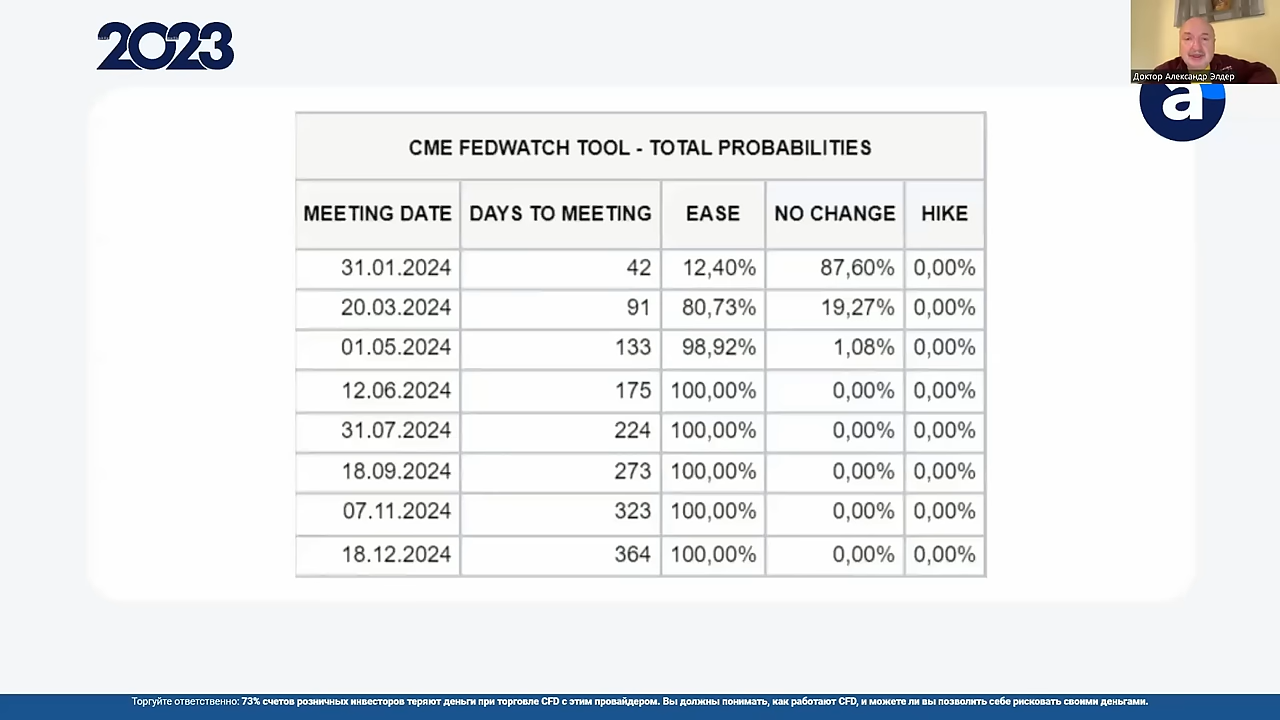 2023
Доктор Александр Элдер
a
CME FEDWATCH TOOL - TOTAL PROBABILITIES
MEETING DATE DAYS TO MEETING EASE NO CHANGE HIKE
31.01.2024 42 12,40% 87,60% 0,00%
20.03.2024 91 80,73% 19,27% 0,00%
01.05.2024 133 98,92% 1,08% 0,00%
12.06.2024 175 100,00% 0,00% 0,00%
31.07.2024 224 100,00% 0,00% 0,00%
18.09.2024 273 100,00% 0,00% 0,00%
07.11.2024 323 100,00% 0,00% 0,00%
18.12.2024 364 100,00% 0,00% 0,00%
Торгуйте ответственно: 73% счетов розничных инвесторов теряют деньги при торговле CFD с этим провайдером. Вы должны понимать, как работают CFD, и можете ли вы позволить себе рисковать своими деньгами.